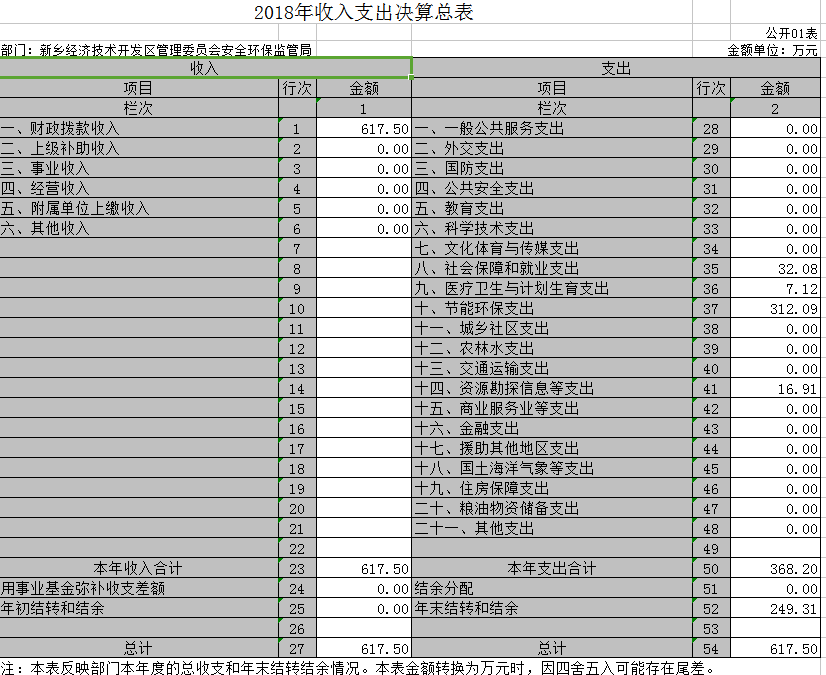 2018年收入支出决算总表
公开01表
部门：新乡经济技术开发区管理委员会安全环保监管局 金额单位：万元
收入 支出
项目 行次 金额 项目 行次 金额
栏次 1 栏次 2
一、财政拨款收入 1 617.50 一、一般公共服务支出 28 0.00
二、上级补助收入 2 0.00 二、外交支出 29 0.00
三、事业收入 3 0.00 三、国防支出 30 0.00
四、经营收入 4 0.00 四、公共安全支出 31 0.00
五、附属单位上缴收入 5 0.00 五、教育支出 32 0.00
六、其他收入 6 0.00 六、科学技术支出 33 0.00
7 七、文化体育与传媒支出 34 0.00
8 八、社会保障和就业支出 35 32.08
9 九、医疗卫生与计划生育支出 36 7.12
10 十、节能环保支出 37 312.09
11 十一、城乡社区支出 38 0.00
12 十二、农林水支出 39 0.00
13 十三、交通运输支出 40 0.00
14 十四、资源勘探信息等支出 41 16.91
15 十五、商业服务业等支出 42 0.00
16 十六、金融支出 43 0.00
17 十七、援助其他地区支出 44 0.00
18 十八、国土海洋气象等支出 45 0.00
19 十九、住房保障支出 46 0.00
20 二十、粮油物资储备支出 47 0.00
21 二十一、其他支出 48 0.00
22 49
本年收入合计 23 617.50 本年支出合计 50 368.20
用事业基金弥补收支差额 24 0.00 结余分配 51 0.00
年初结转和结余 25 0.00 年末结转和结余 52 249.31
26 53
总计 27 617.50 总计 54 617.50
注：本表反映部门本年度的总收支和年末结转结余情况。本表金额转换为万元时，因四舍五入可能存在尾差。